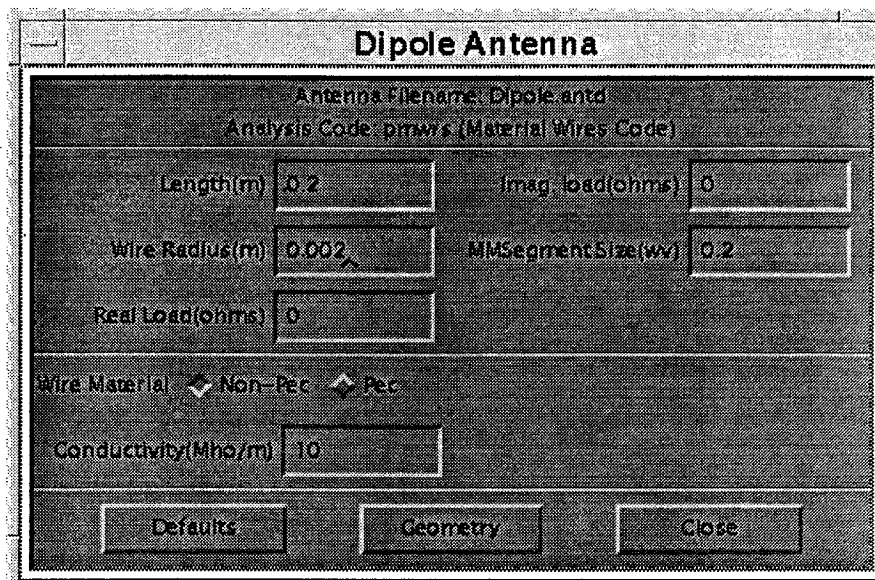 Dipole Antenna
Antenna Filename: Dipole.antd
Analysis Code: pmwrs (Material Wires Code)
Length(m) 0.2 Imag. load(ohms) 0
Wire Radius(m) 0.002 MMSegment Size(wv) 0.2
Real Load(ohms) 0
Wire Material Non-Pec Pec
Conductivity(Mho/m) 10
Defaults Geometry Close